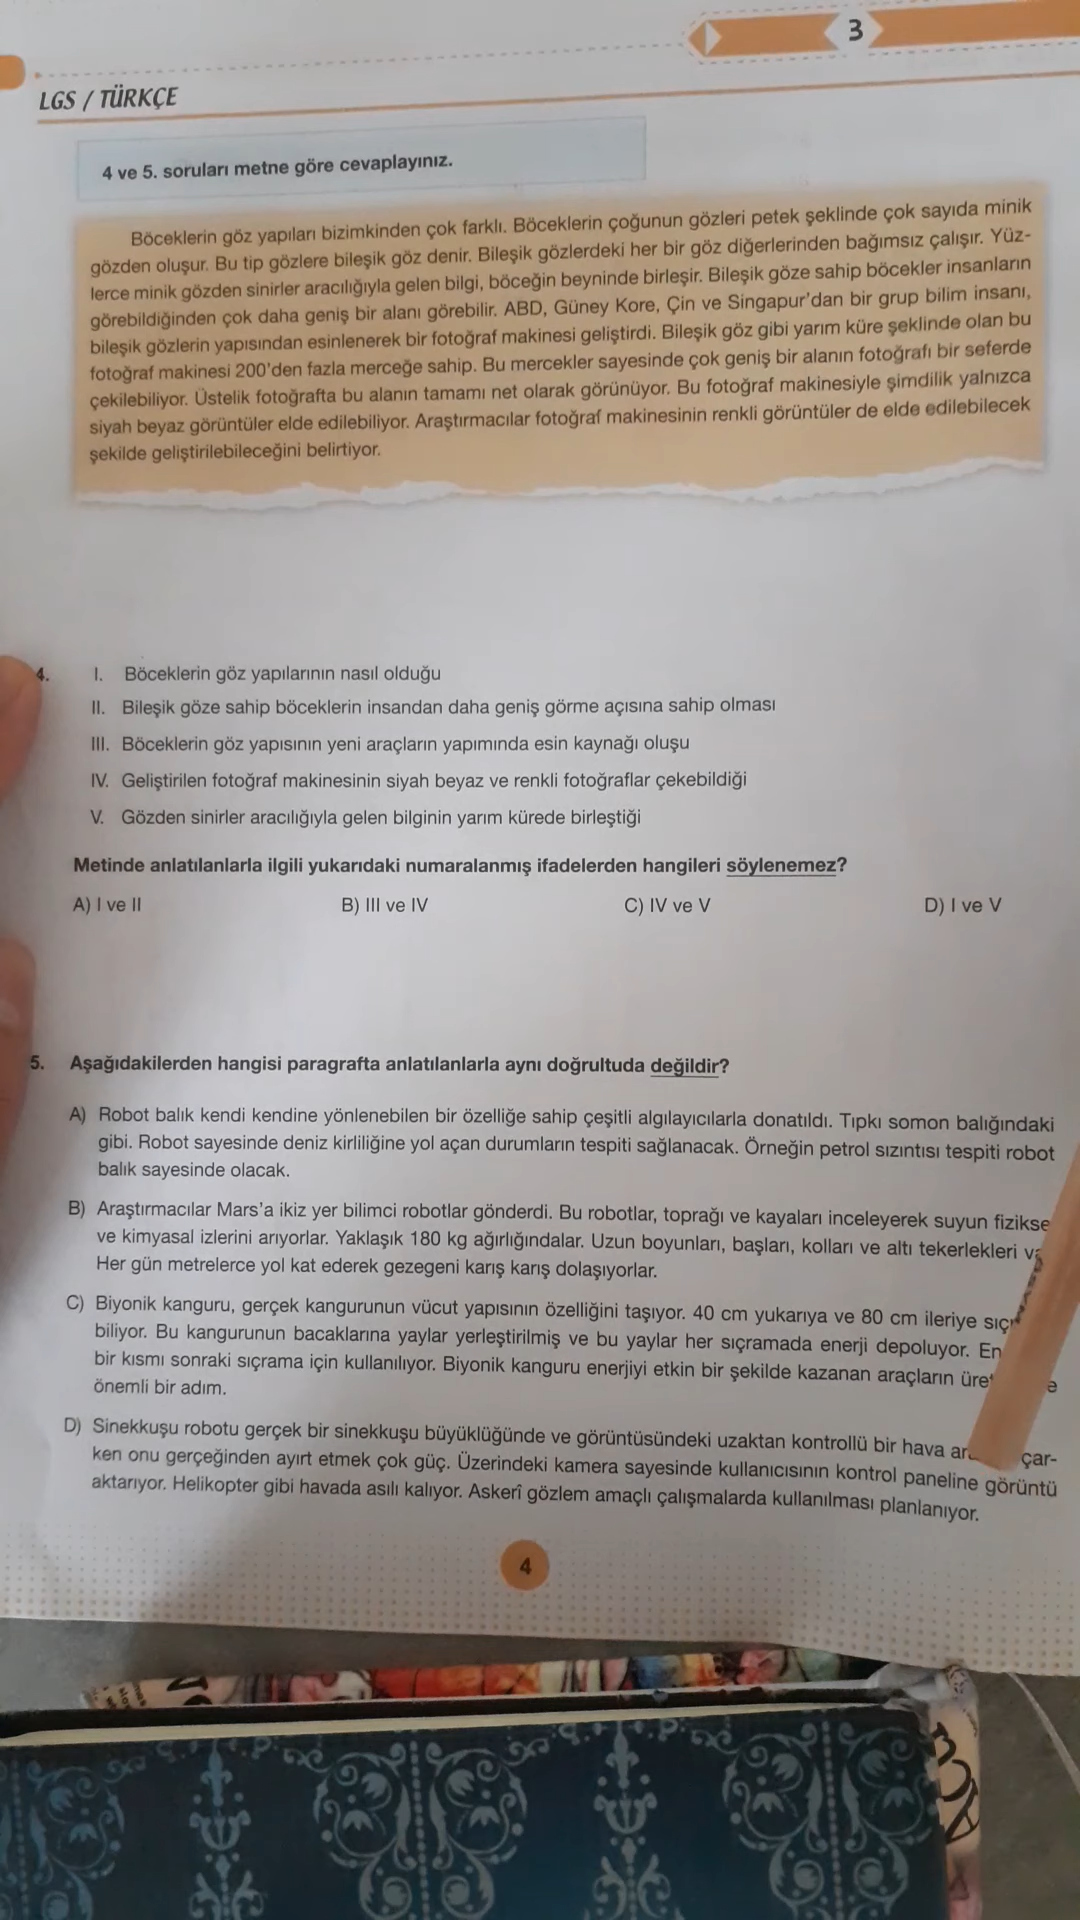 3
LGS / TÜRKÇE
4 ve 5. soruları metne göre cevaplayınız.
Böceklerin göz yapıları bizimkinden çok farklı. Böceklerin çoğunun gözleri petek şeklinde çok sayıda minik
gözden oluşur. Bu tip gözlere bileşik göz denir. Bileşik gözlerdeki her bir göz diğerlerinden bağımsız çalışır. Yüz-
lerce minik gözden sinirler aracılığıyla gelen bilgi, böceğin beyninde birleşir. Bileşik göze sahip böcekler insanların
görebildiğinden çok daha geniş bir alanı görebilir. ABD, Güney Kore, Çin ve Singapur'dan bir grup bilim insanı,
bileşik gözlerin yapısından esinlenerek bir fotoğraf makinesi geliştirdi. Bileşik göz gibi yarım küre şeklinde olan bu
fotoğraf makinesi 200'den fazla merceğe sahip. Bu mercekler sayesinde çok geniş bir alanın fotoğrafı bir seferde
çekilebiliyor. Üstelik fotoğrafta bu alanın tamamı net olarak görünüyor. Bu fotoğraf makinesiyle şimdilik yalnızca
siyah beyaz görüntüler elde edilebiliyor. Araştırmacılar fotoğraf makinesinin renkli görüntüler de elde edilebilecek
şekilde geliştirilebileceğini belirtiyor.
4. I. Böceklerin göz yapılarının nasıl olduğu
II. Bileşik göze sahip böceklerin insandan daha geniş görme açısına sahip olması
III. Böceklerin göz yapısının yeni araçların yapımında esin kaynağı oluşu
IV. Geliştirilen fotoğraf makinesinin siyah beyaz ve renkli fotoğraflar çekebildiği
V. Gözden sinirler aracılığıyla gelen bilginin yarım kürede birleştiği
Metinde anlatılanlarla ilgili yukarıdaki numaralanmış ifadelerden hangileri söylenemez?
A) I ve II B) III ve IV C) IV ve V D) I ve V
5. Aşağıdakilerden hangisi paragrafta anlatılanlarla aynı doğrultuda değildir?
A) Robot balık kendi kendine yönlenebilen bir özelliğe sahip çeşitli algılayıcılarla donatıldı. Tıpkı somon balığındaki
gibi. Robot sayesinde deniz kirliliğine yol açan durumların tespiti sağlanacak. Örneğin petrol sızıntısı tespiti robot
balık sayesinde olacak.
B) Araştırmacılar Mars'a ikiz yer bilimci robotlar gönderdi. Bu robotlar, toprağı ve kayaları inceleyerek suyun fizikse
ve kimyasal izlerini arıyorlar. Yaklaşık 180 kg ağırlığındalar. Uzun boyunları, başları, kolları ve altı tekerlekleri
Her gün metrelerce yol kat ederek gezegeni karış karış dolaşıyorlar.
C) Biyonik kanguru, gerçek kangurunun vücut yapısının özelliğini taşıyor. 40 cm yukarıya ve 80 cm ileriye
biliyor. Bu kangurunun bacaklarına yaylar yerleştirilmiş ve bu yaylar her sıçramada enerji depoluyor. En
bir kısmı sonraki sıçrama için kullanılıyor. Biyonik kanguru enerjiyi etkin bir şekilde kazanan araçların
önemli bir adım.
D) Sinekkuşu robotu gerçek bir sinekkuşu büyüklüğünde ve görüntüsündeki uzaktan kontrollü bir hava çar-
ken onu gerçeğinden ayırt etmek çok güç. Üzerindeki kamera sayesinde kullanıcısının kontrol paneline görüntü
aktarıyor. Helikopter gibi havada asılı kalıyor. Askerî gözlem amaçlı çalışmalarda kullanılması planlanıyor.
4